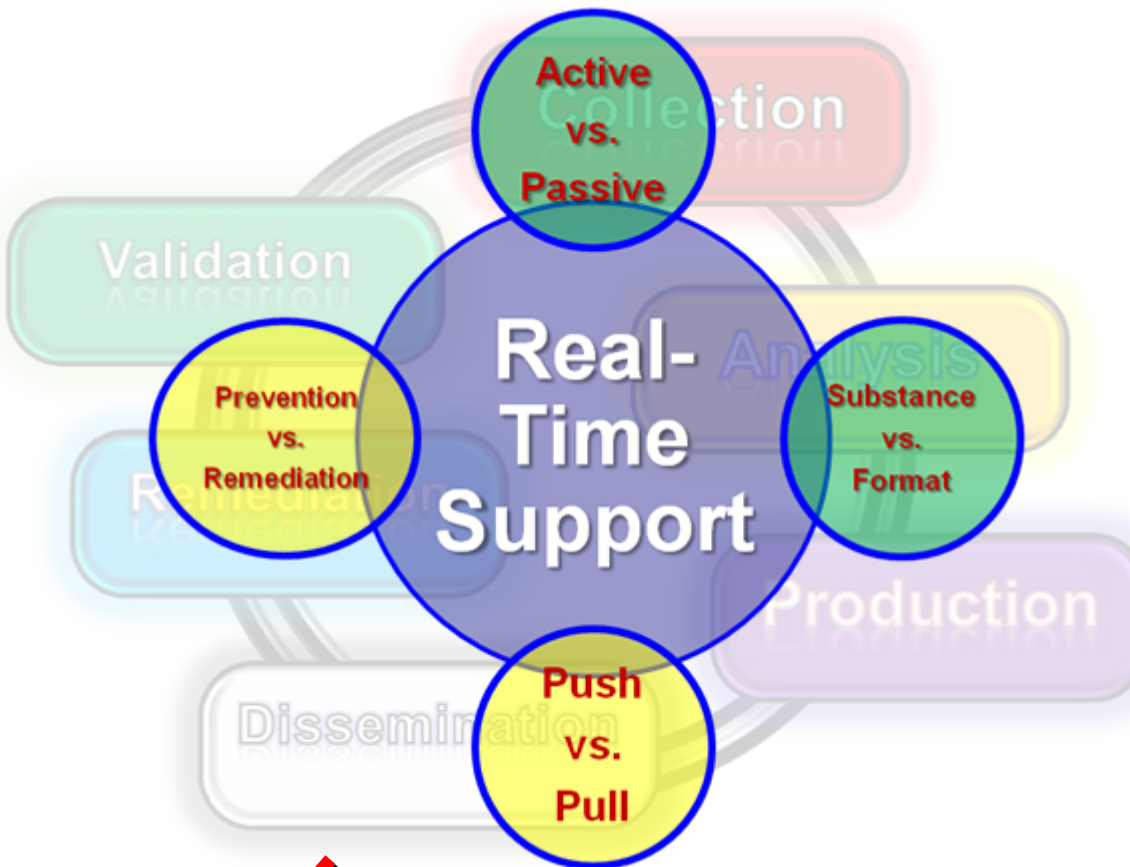 Active
vs.
Passive
Collection
Validation
Real-
Time
Support
Analysis
Prevention
vs.
Remediation
Substance
vs.
Format
Remediation
Production
Dissemination
Push
vs.
Pull